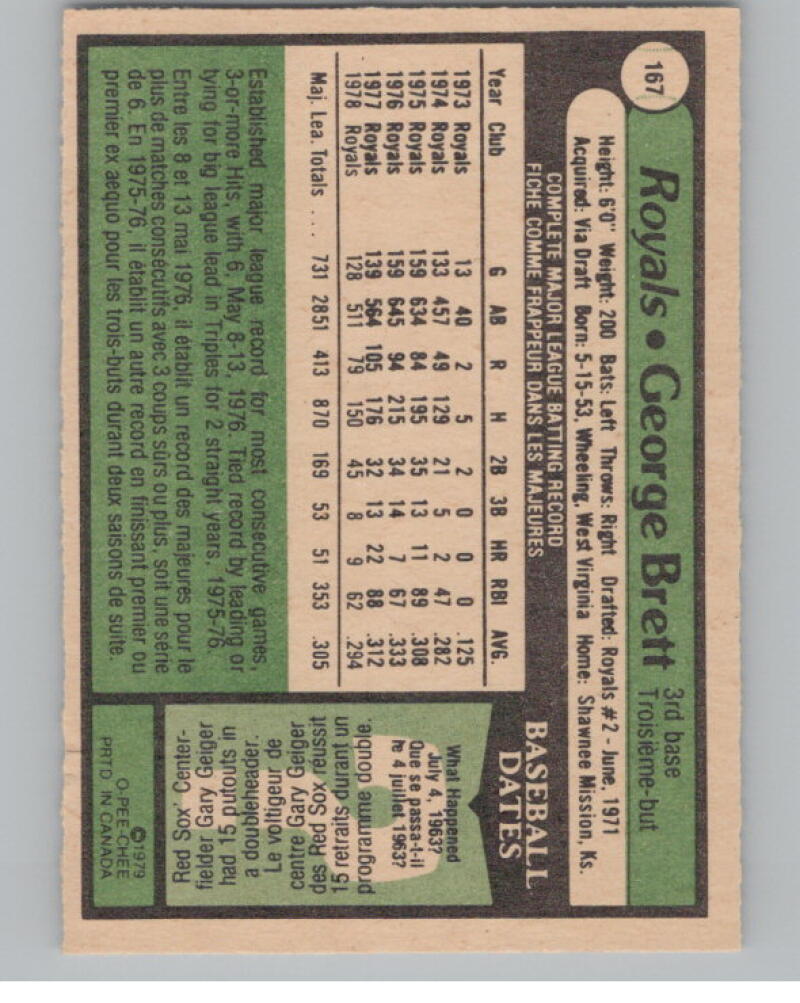 167
Royals • George Brett
3rd base
Troisième-but
Height: 6'0" Weight: 200 Bats: Left Throws: Right Drafted: Royals #2 - June, 1971
Acquired: Via Draft Born: 5-15-53, Wheeling, West Virginia Home: Shawnee Mission, Ks.
COMPLETE MAJOR LEAGUE BATTING RECORD
FICHE COMME FRAPPEUR DANS LES MAJEURES
Year Club G AB R H 2B 3B HR RBI AVG.
1973 Royals 13 40 2 5 2 0 0 0 .125
1974 Royals 133 457 49 129 21 5 2 47 .282
1975 Royals 159 634 84 195 35 13 11 89 .308
1976 Royals 159 645 94 215 34 14 7 67 .333
1977 Royals 139 564 105 176 32 13 22 88 .312
1978 Royals 128 511 79 150 45 8 9 62 .294
Maj. Lea. Totals .... 731 2851 413 870 169 53 51 353 .305
Established major league record for most consecutive games,
3-or-more Hits, with 6, May 8-13, 1976. Tied record by leading or
tying for big league lead in Triples for 2 straight years, 1975-76.
Entre les 8 et 13 mai 1976, il établit un record des majeures pour le
plus de matches consécutifs avec 3 coups sûrs ou plus, soit une série
de 6. En 1975-76, il établit un autre record en finissant premier ou
premier ex aequo pour les trois-buts durant deux saisons de suite.
BASEBALL
DATES
What Happened
July 4, 1963?
Que se passa-t-il
le 4 juillet 1963?
Red Sox' Center-
fielder Gary Geiger
had 15 putouts in
a doubleheader.
Le voltigeur de
centre Gary Geiger
des Red Sox réussit
15 retraits durant un
programme double.
©1979
O-PEE-CHEE
PRTD. IN CANADA